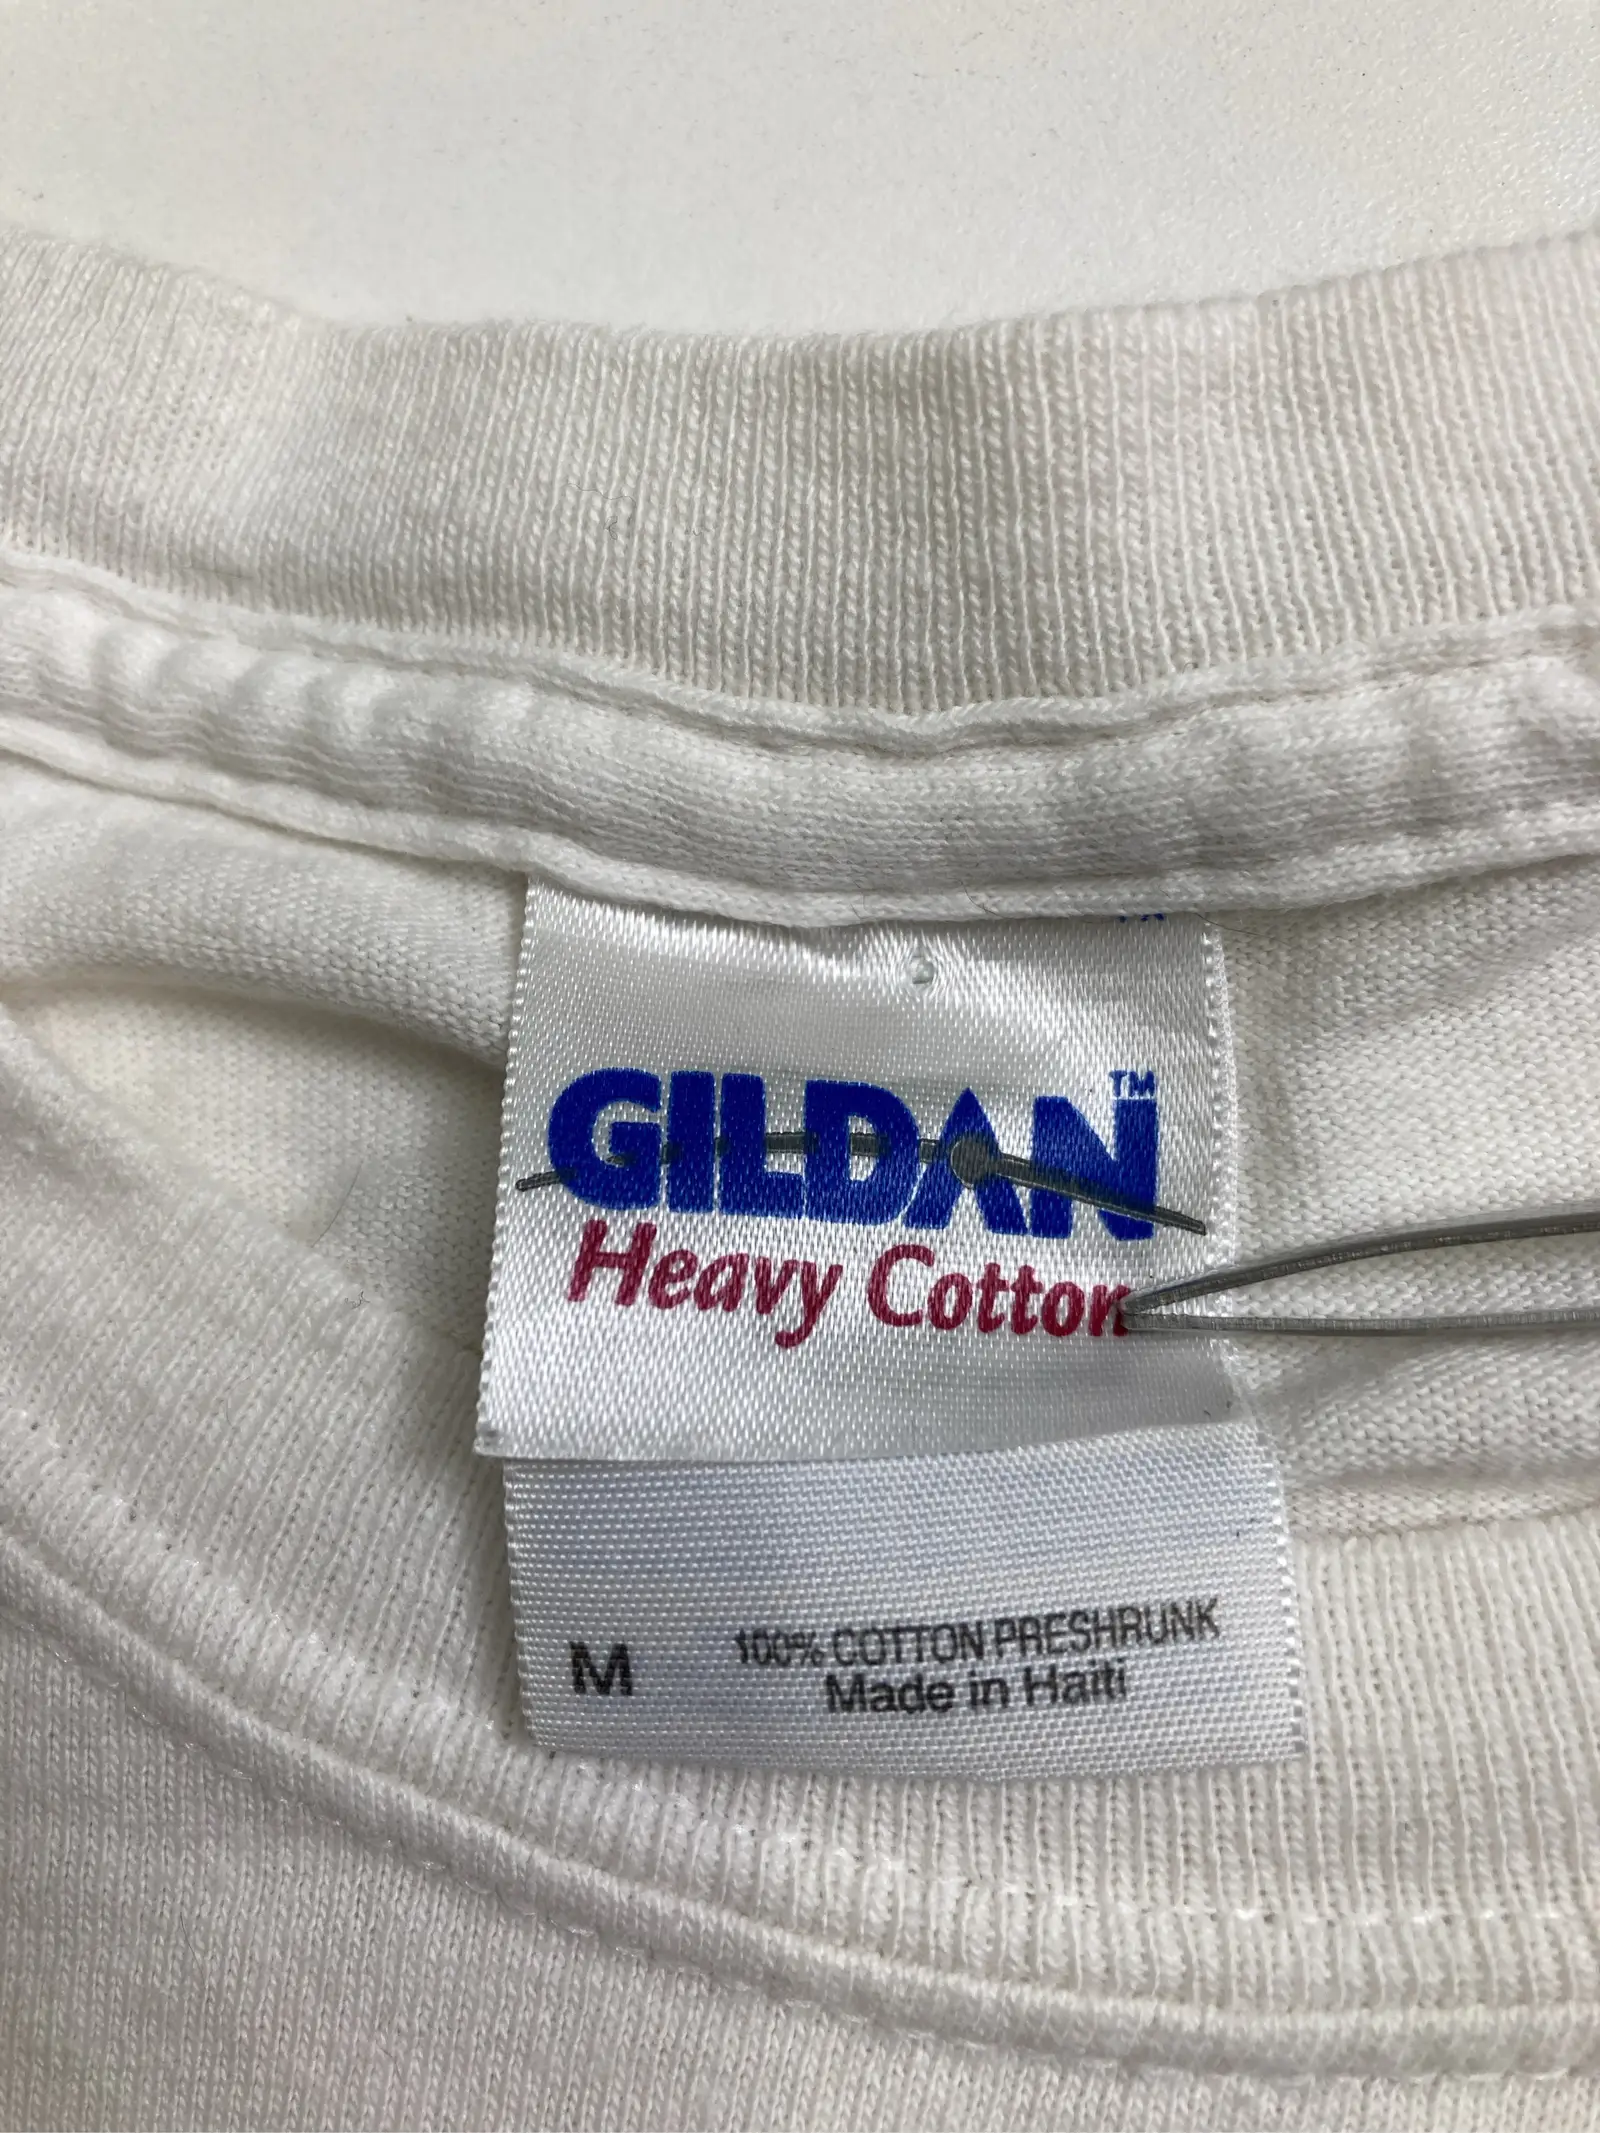 GILDAN™
Heavy Cotton
M
100% COTTON PRESHRUNK
Made in Haiti